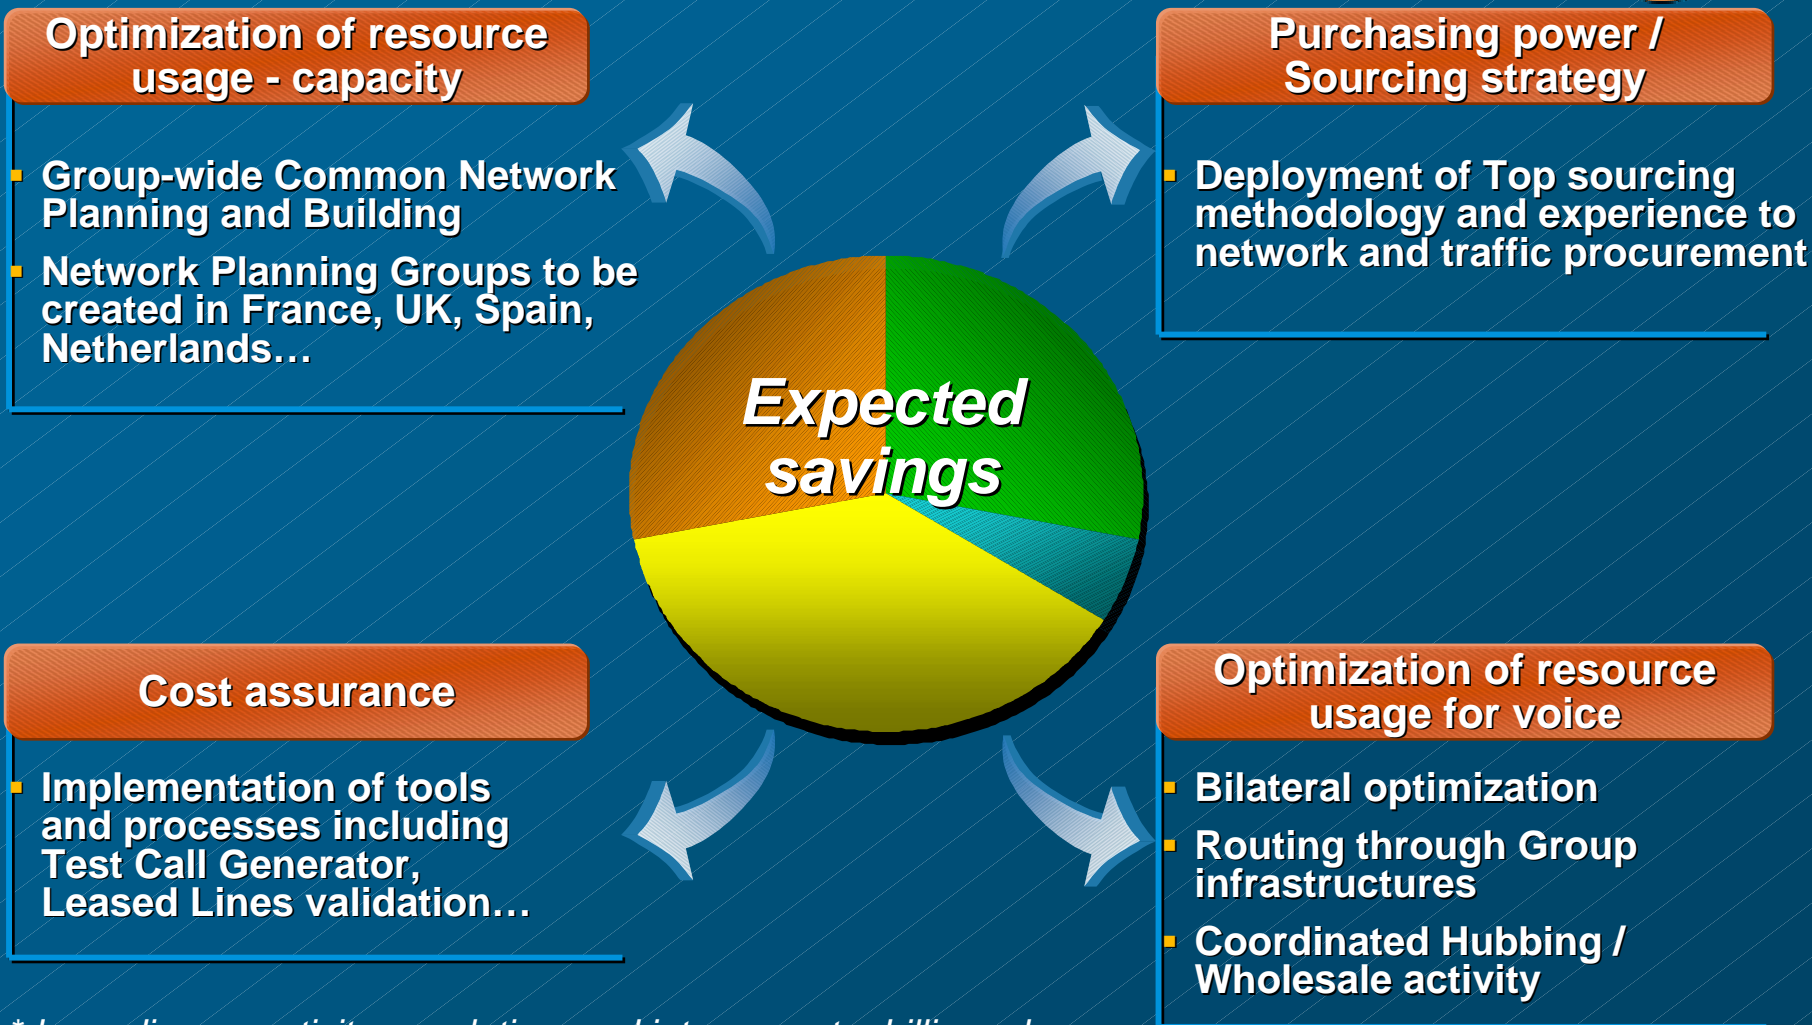 Optimization of resource
usage - capacity
Group-wide Common Network
Planning and Building
Network Planning Groups to be
created in France, UK, Spain,
Netherlands…
Purchasing power /
Sourcing strategy
Deployment of Top sourcing
methodology and experience to
network and traffic procurement
Expected
savings
Cost assurance
Implementation of tools
and processes including
Test Call Generator,
Leased Lines validation…
Optimization of resource
usage for voice
Bilateral optimization
Routing through Group
infrastructures
Coordinated Hubbing /
Wholesale activity